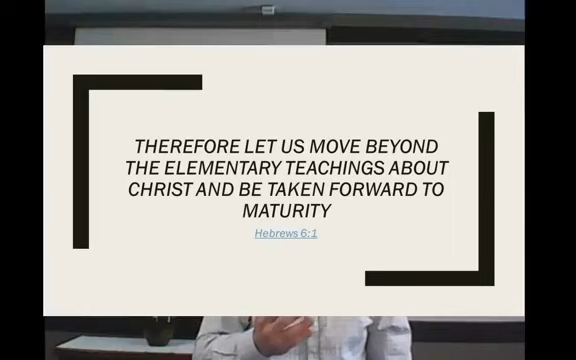 THEREFORE LET US MOVE BEYOND
THE ELEMENTARY TEACHINGS ABOUT
CHRIST AND BE TAKEN FORWARD TO
MATURITY
Hebrews 6:1